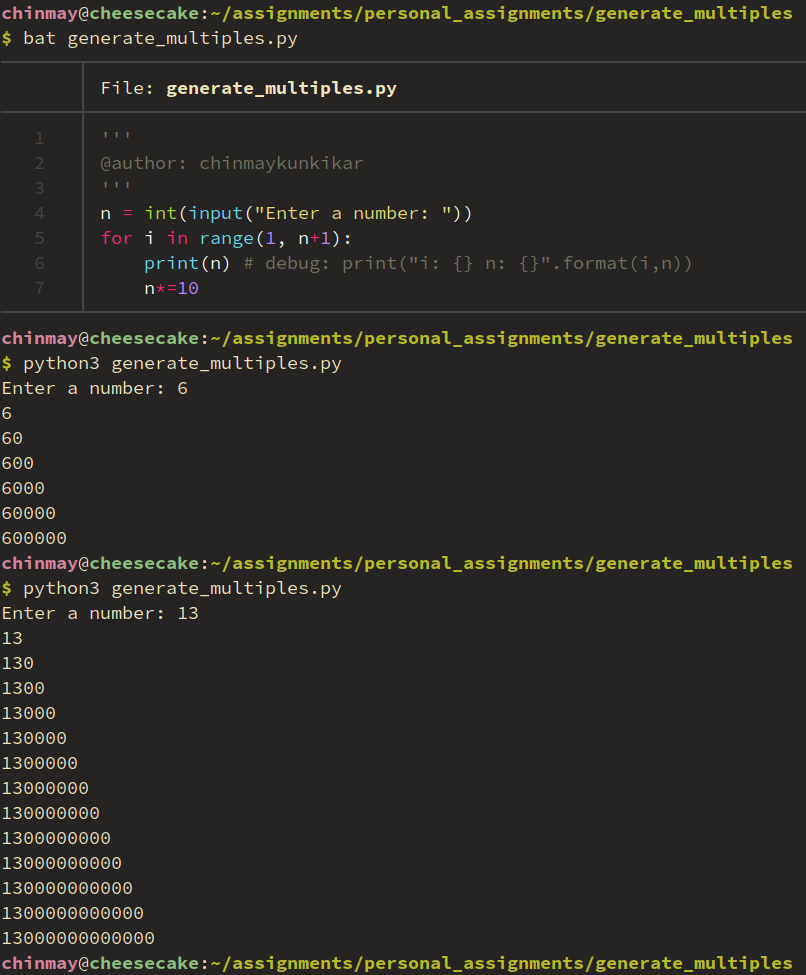 chinmay@cheesecake:~/assignments/personal_assignments/generate_multiples
$ bat generate_multiples.py
File: generate_multiples.py
1 '''
2 @author: chinmaykunkikar
3 '''
4 n = int(input("Enter a number: "))
5 for i in range(1, n+1):
6     print(n) # debug: print("i: {} n: {}".format(i,n))
7     n*=10
chinmay@cheesecake:~/assignments/personal_assignments/generate_multiples
$ python3 generate_multiples.py
Enter a number: 6
6
60
600
6000
60000
600000
chinmay@cheesecake:~/assignments/personal_assignments/generate_multiples
$ python3 generate_multiples.py
Enter a number: 13
13
130
1300
13000
130000
1300000
13000000
130000000
1300000000
13000000000
130000000000
1300000000000
13000000000000
chinmay@cheesecake:~/assignments/personal_assignments/generate_multiples